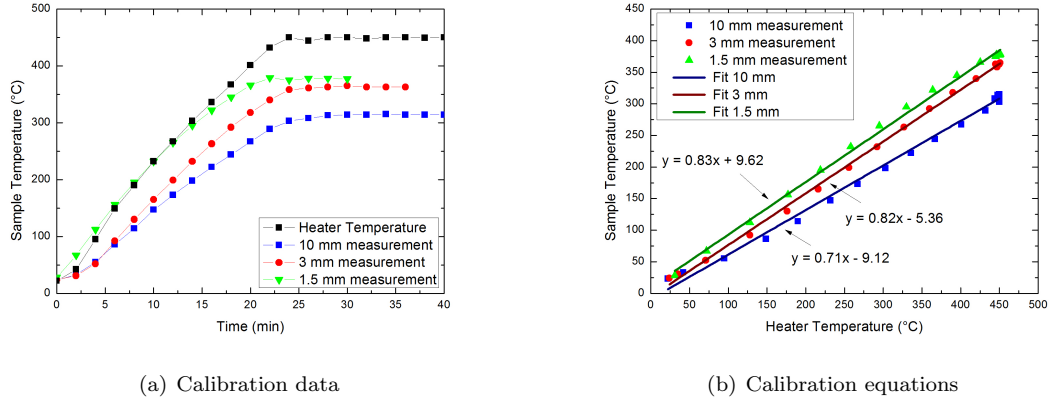 500
400
300
200
100
0
Sample Temperature (°C)
0
5
10
15
20
25
30
35
40
Time (min)
Heater Temperature
10 mm measurement
3 mm measurement
1.5 mm measurement
(a) Calibration data
450
400
350
300
250
200
150
100
50
0
Sample Temperature (°C)
0
50
100
150
200
250
300
350
400
450
500
Heater Temperature (°C)
10 mm measurement
3 mm measurement
1.5 mm measurement
Fit 10 mm
Fit 3 mm
Fit 1.5 mm
y = 0.83x + 9.62
y = 0.82x - 5.36
y = 0.71x - 9.12
(b) Calibration equations